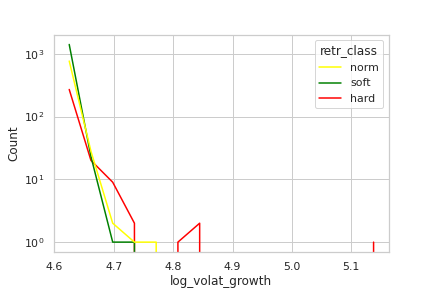 10³
10²
10¹
10⁰
Count
retr_class
norm
soft
hard
4.6 4.7 4.8 4.9 5.0 5.1
log_volat_growth